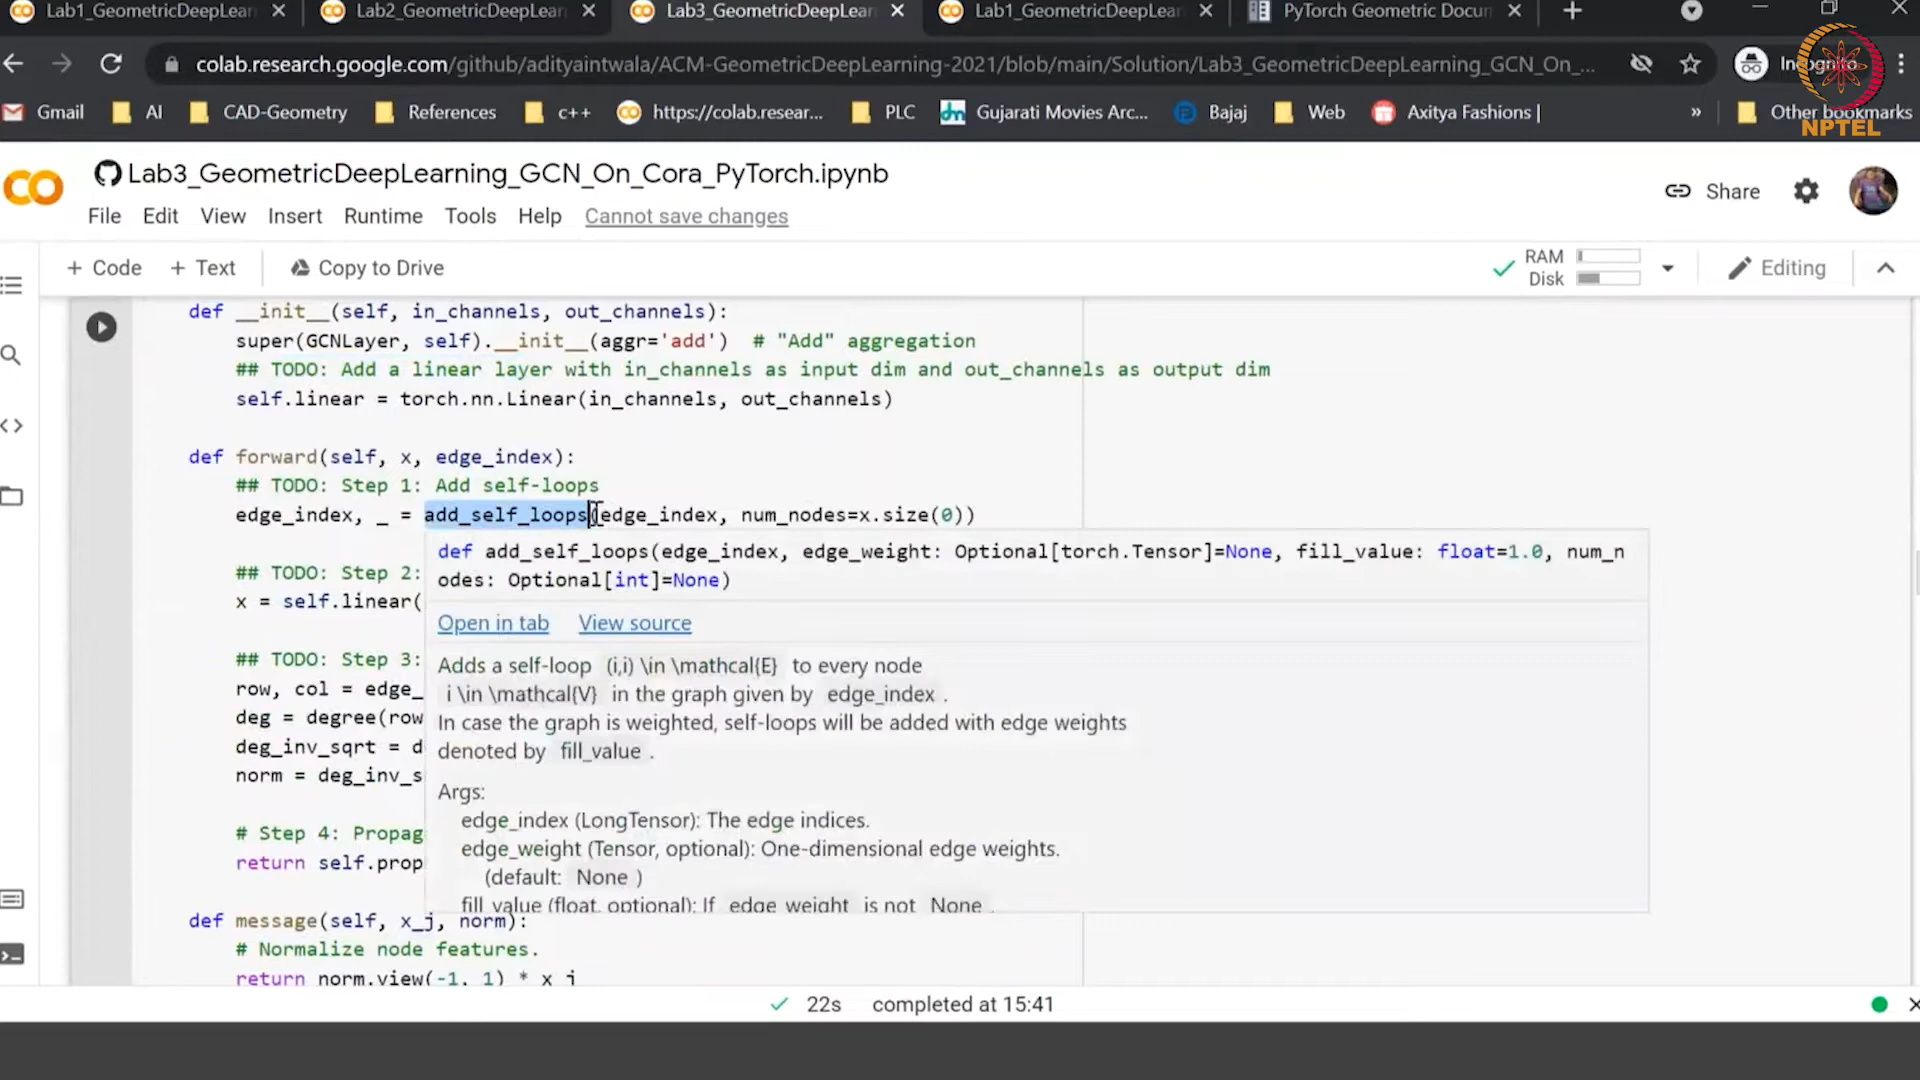 Lab1_GeometricDeepLear
Lab2_GeometricDeepLear
Lab3_GeometricDeepLear
Lab1_GeometricDeepLear
PyTorch Geometric Docum
colab.research.google.com/github/adityaintwala/ACM-GeometricDeepLearning-2021/blob/main/Solution/Lab3_GeometricDeepLearning_GCN_On_...
Incognito
Gmail
AI
CAD-Geometry
References
c++
https://colab.resear...
PLC
Gujarati Movies Arc...
Bajaj
Web
Axitya Fashions |
»
Other bookmarks
NPTEL
Lab3_GeometricDeepLearning_GCN_On_Cora_PyTorch.ipynb
Share
File Edit View Insert Runtime Tools Help Cannot save changes
+ Code + Text Copy to Drive
RAM
Disk
Editing
def __init__(self, in_channels, out_channels):
super(GCNLayer, self).__init__(aggr='add') # "Add" aggregation
## TODO: Add a linear layer with in_channels as input dim and out_channels as output dim
self.linear = torch.nn.Linear(in_channels, out_channels)
def forward(self, x, edge_index):
## TODO: Step 1: Add self-loops
edge_index, _ = add_self_loops(edge_index, num_nodes=x.size(0))
def add_self_loops(edge_index, edge_weight: Optional[torch.Tensor]=None, fill_value: float=1.0, num_n
odes: Optional[int]=None)
## TODO: Step 2:
x = self.linear(
Open in tab View source
Adds a self-loop (i,i) \in \mathcal{E} to every node
i \in \mathcal{V} in the graph given by edge_index .
In case the graph is weighted, self-loops will be added with edge weights
denoted by fill_value .
## TODO: Step 3:
row, col = edge_
deg = degree(row
deg_inv_sqrt = d
norm = deg_inv_s
Args:
edge_index (LongTensor): The edge indices.
edge_weight (Tensor, optional): One-dimensional edge weights.
(default: None )
fill_value (float, optional): If edge_weight is not None ,
# Step 4: Propag
return self.prop
def message(self, x_j, norm):
# Normalize node features.
return norm.view(-1, 1) * x_j
22s completed at 15:41